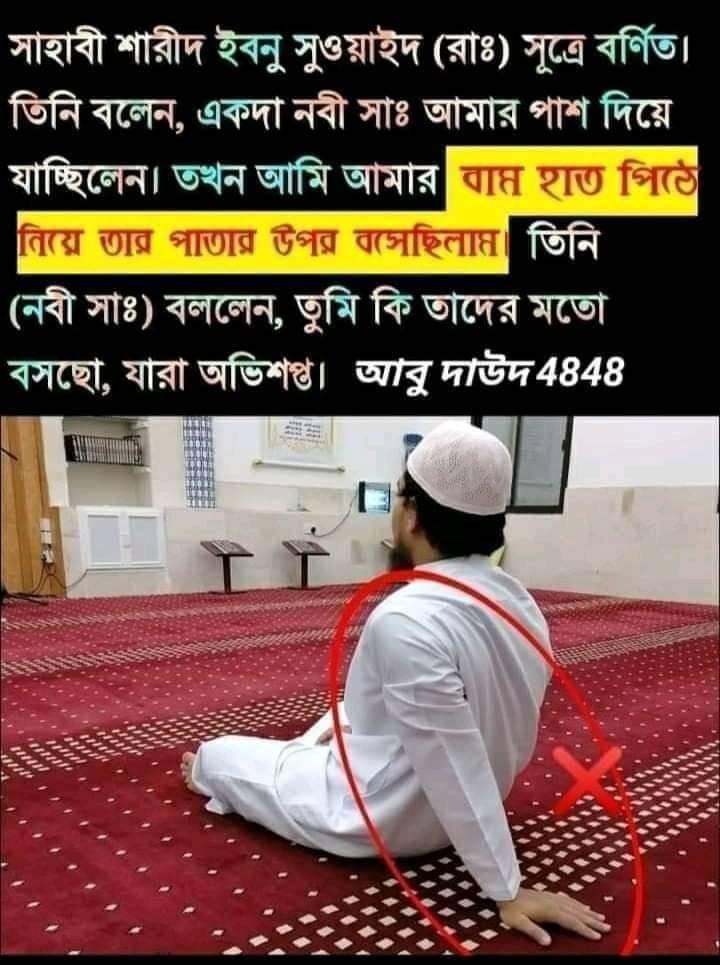 সাহাবী শারীদ ইবনু সুওয়াইদ (রাঃ) সূত্রে বর্ণিত।
তিনি বলেন, একদা নবী সাঃ আমার পাশ দিয়ে
যাচ্ছিলেন। তখন আমি আমার বাম হাত পিঠে
নিয়ে তার পাতার উপর বসেছিলাম। তিনি
(নবী সাঃ) বললেন, তুমি কি তাদের মতো
বসছো, যারা অভিশপ্ত। আবু দাউদ 4848